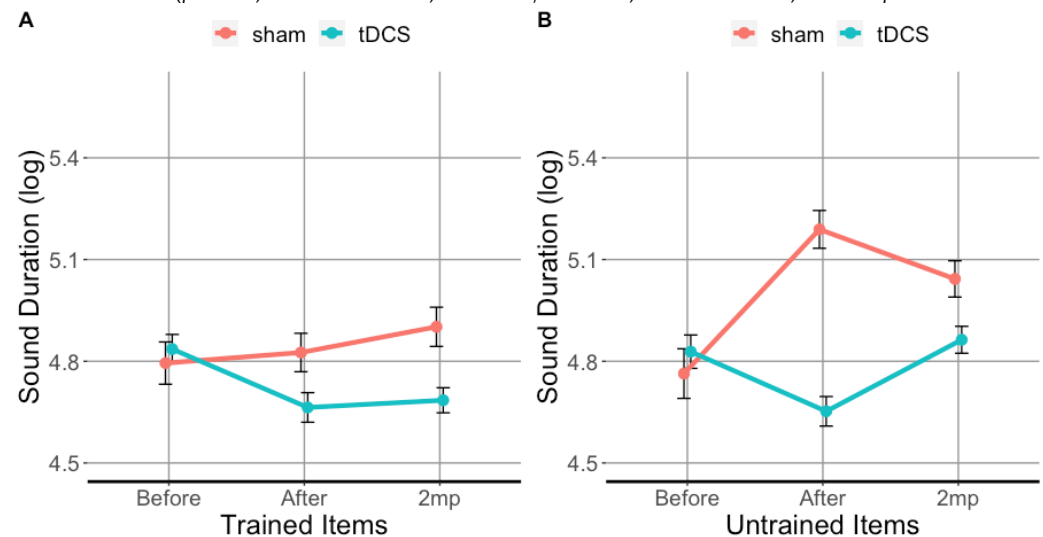 A
sham
tDCS
Sound Duration (log)
5.4
5.1
4.8
4.5
Before
After
2mp
Trained Items
B
sham
tDCS
Sound Duration (log)
5.4
5.1
4.8
4.5
Before
After
2mp
Untrained Items